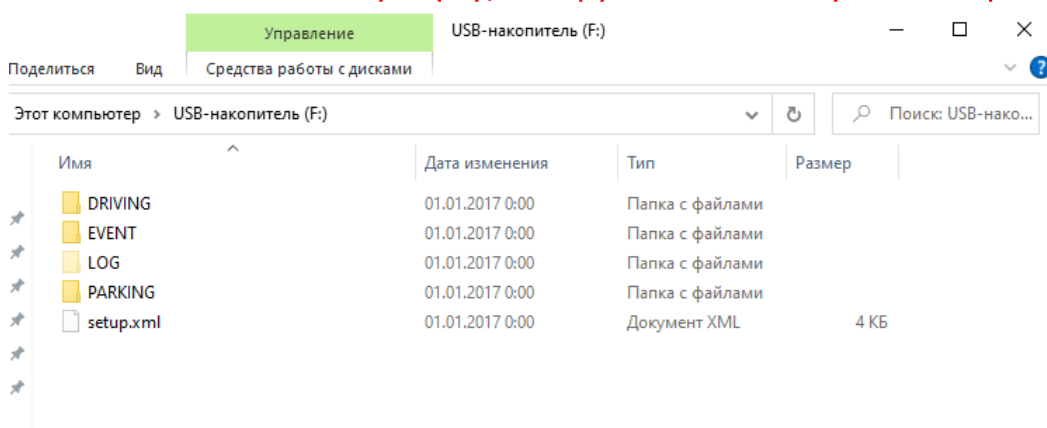 Управление USB-накопитель (F:)
Поделиться Вид Средства работы с дисками
Этот компьютер › USB-накопитель (F:) Поиск: USB-нако...
Имя Дата изменения Тип Размер
DRIVING 01.01.2017 0:00 Папка с файлами
EVENT 01.01.2017 0:00 Папка с файлами
LOG 01.01.2017 0:00 Папка с файлами
PARKING 01.01.2017 0:00 Папка с файлами
setup.xml 01.01.2017 0:00 Документ XML 4 КБ